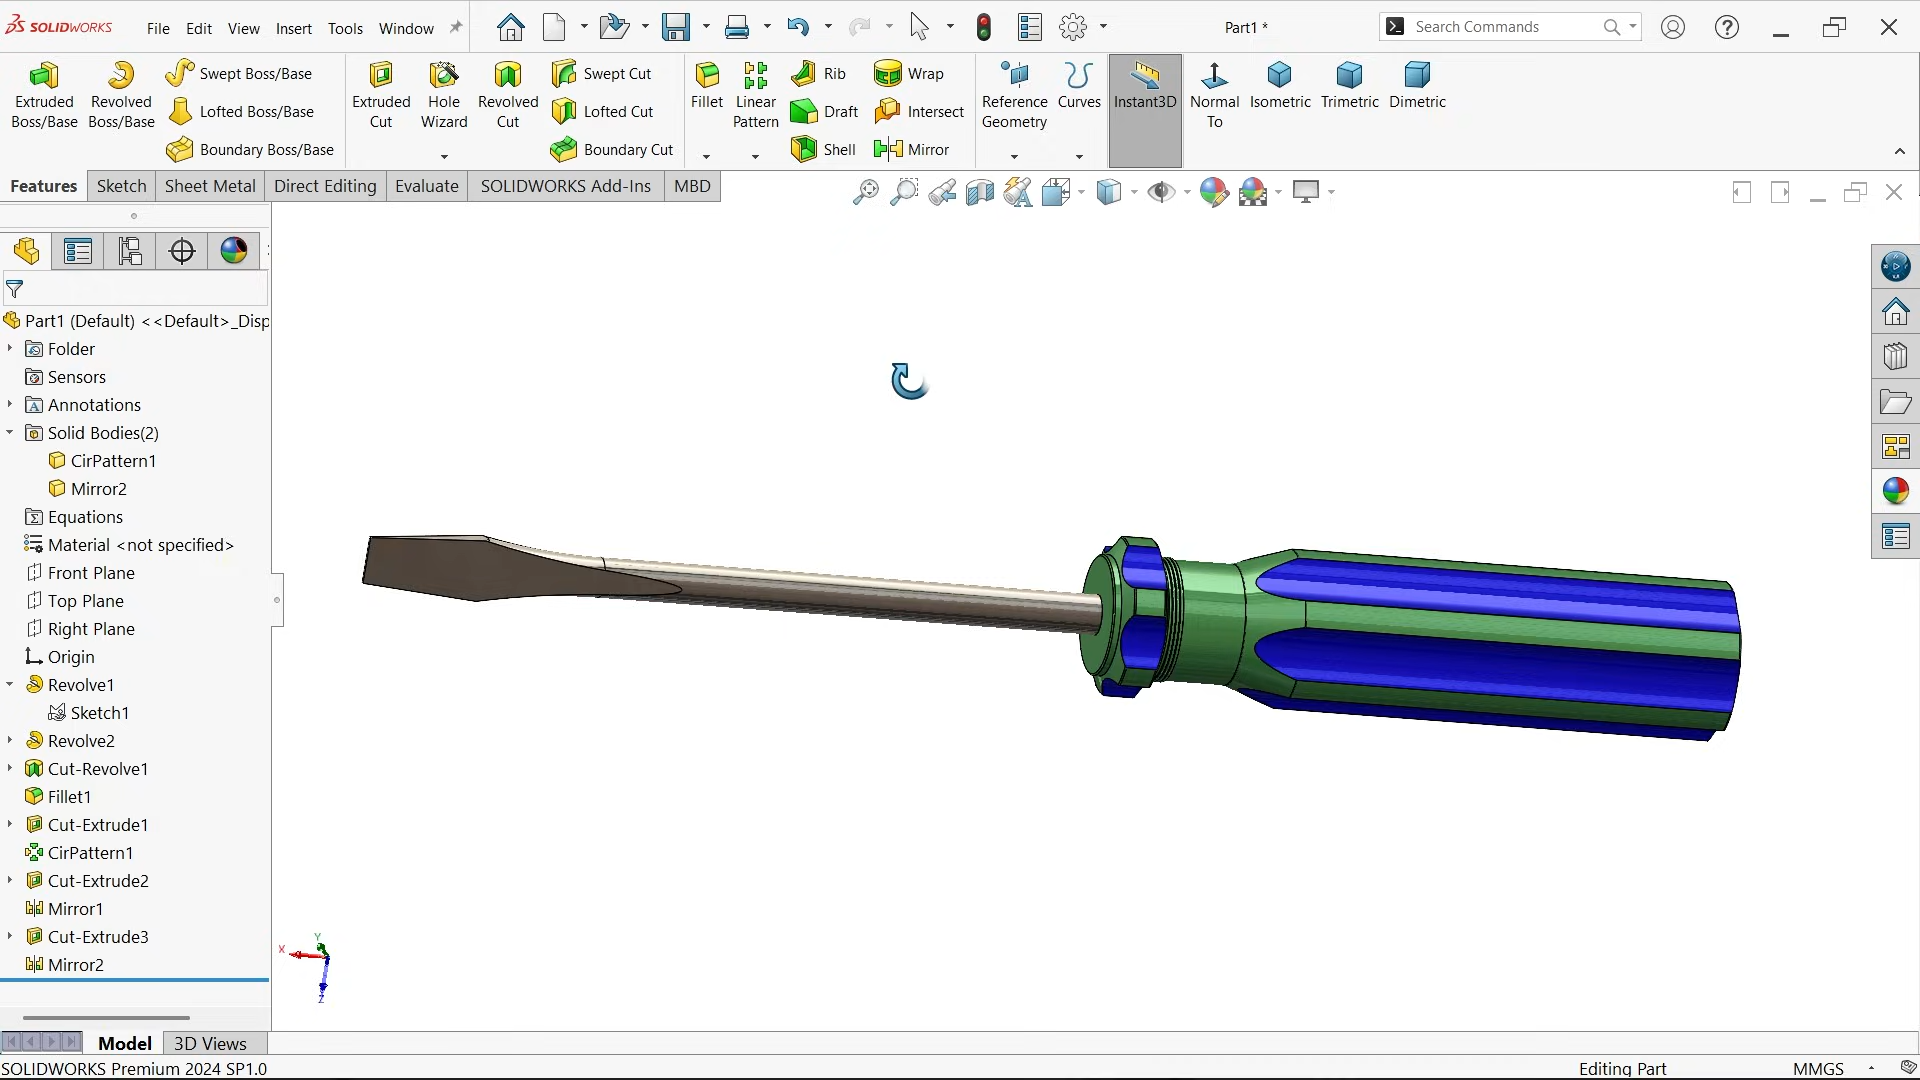 SOLIDWORKS File Edit View Insert Tools Window Part1 * Search Commands
Extruded Boss/Base
Revolved Boss/Base
Swept Boss/Base
Lofted Boss/Base
Boundary Boss/Base
Extruded Cut
Hole Wizard
Revolved Cut
Swept Cut
Lofted Cut
Boundary Cut
Fillet
Linear Pattern
Rib
Draft
Shell
Wrap
Intersect
Mirror
Reference Geometry
Curves
Instant3D
Normal To
Isometric
Trimetric
Dimetric
Features Sketch Sheet Metal Direct Editing Evaluate SOLIDWORKS Add-Ins MBD
Part1 (Default) <<Default>_Disp
Folder
Sensors
Annotations
Solid Bodies(2)
CirPattern1
Mirror2
Equations
Material <not specified>
Front Plane
Top Plane
Right Plane
Origin
Revolve1
Sketch1
Revolve2
Cut-Revolve1
Fillet1
Cut-Extrude1
CirPattern1
Cut-Extrude2
Mirror1
Cut-Extrude3
Mirror2
Y
X
Z
Model 3D Views
SOLIDWORKS Premium 2024 SP1.0 Editing Part MMGS